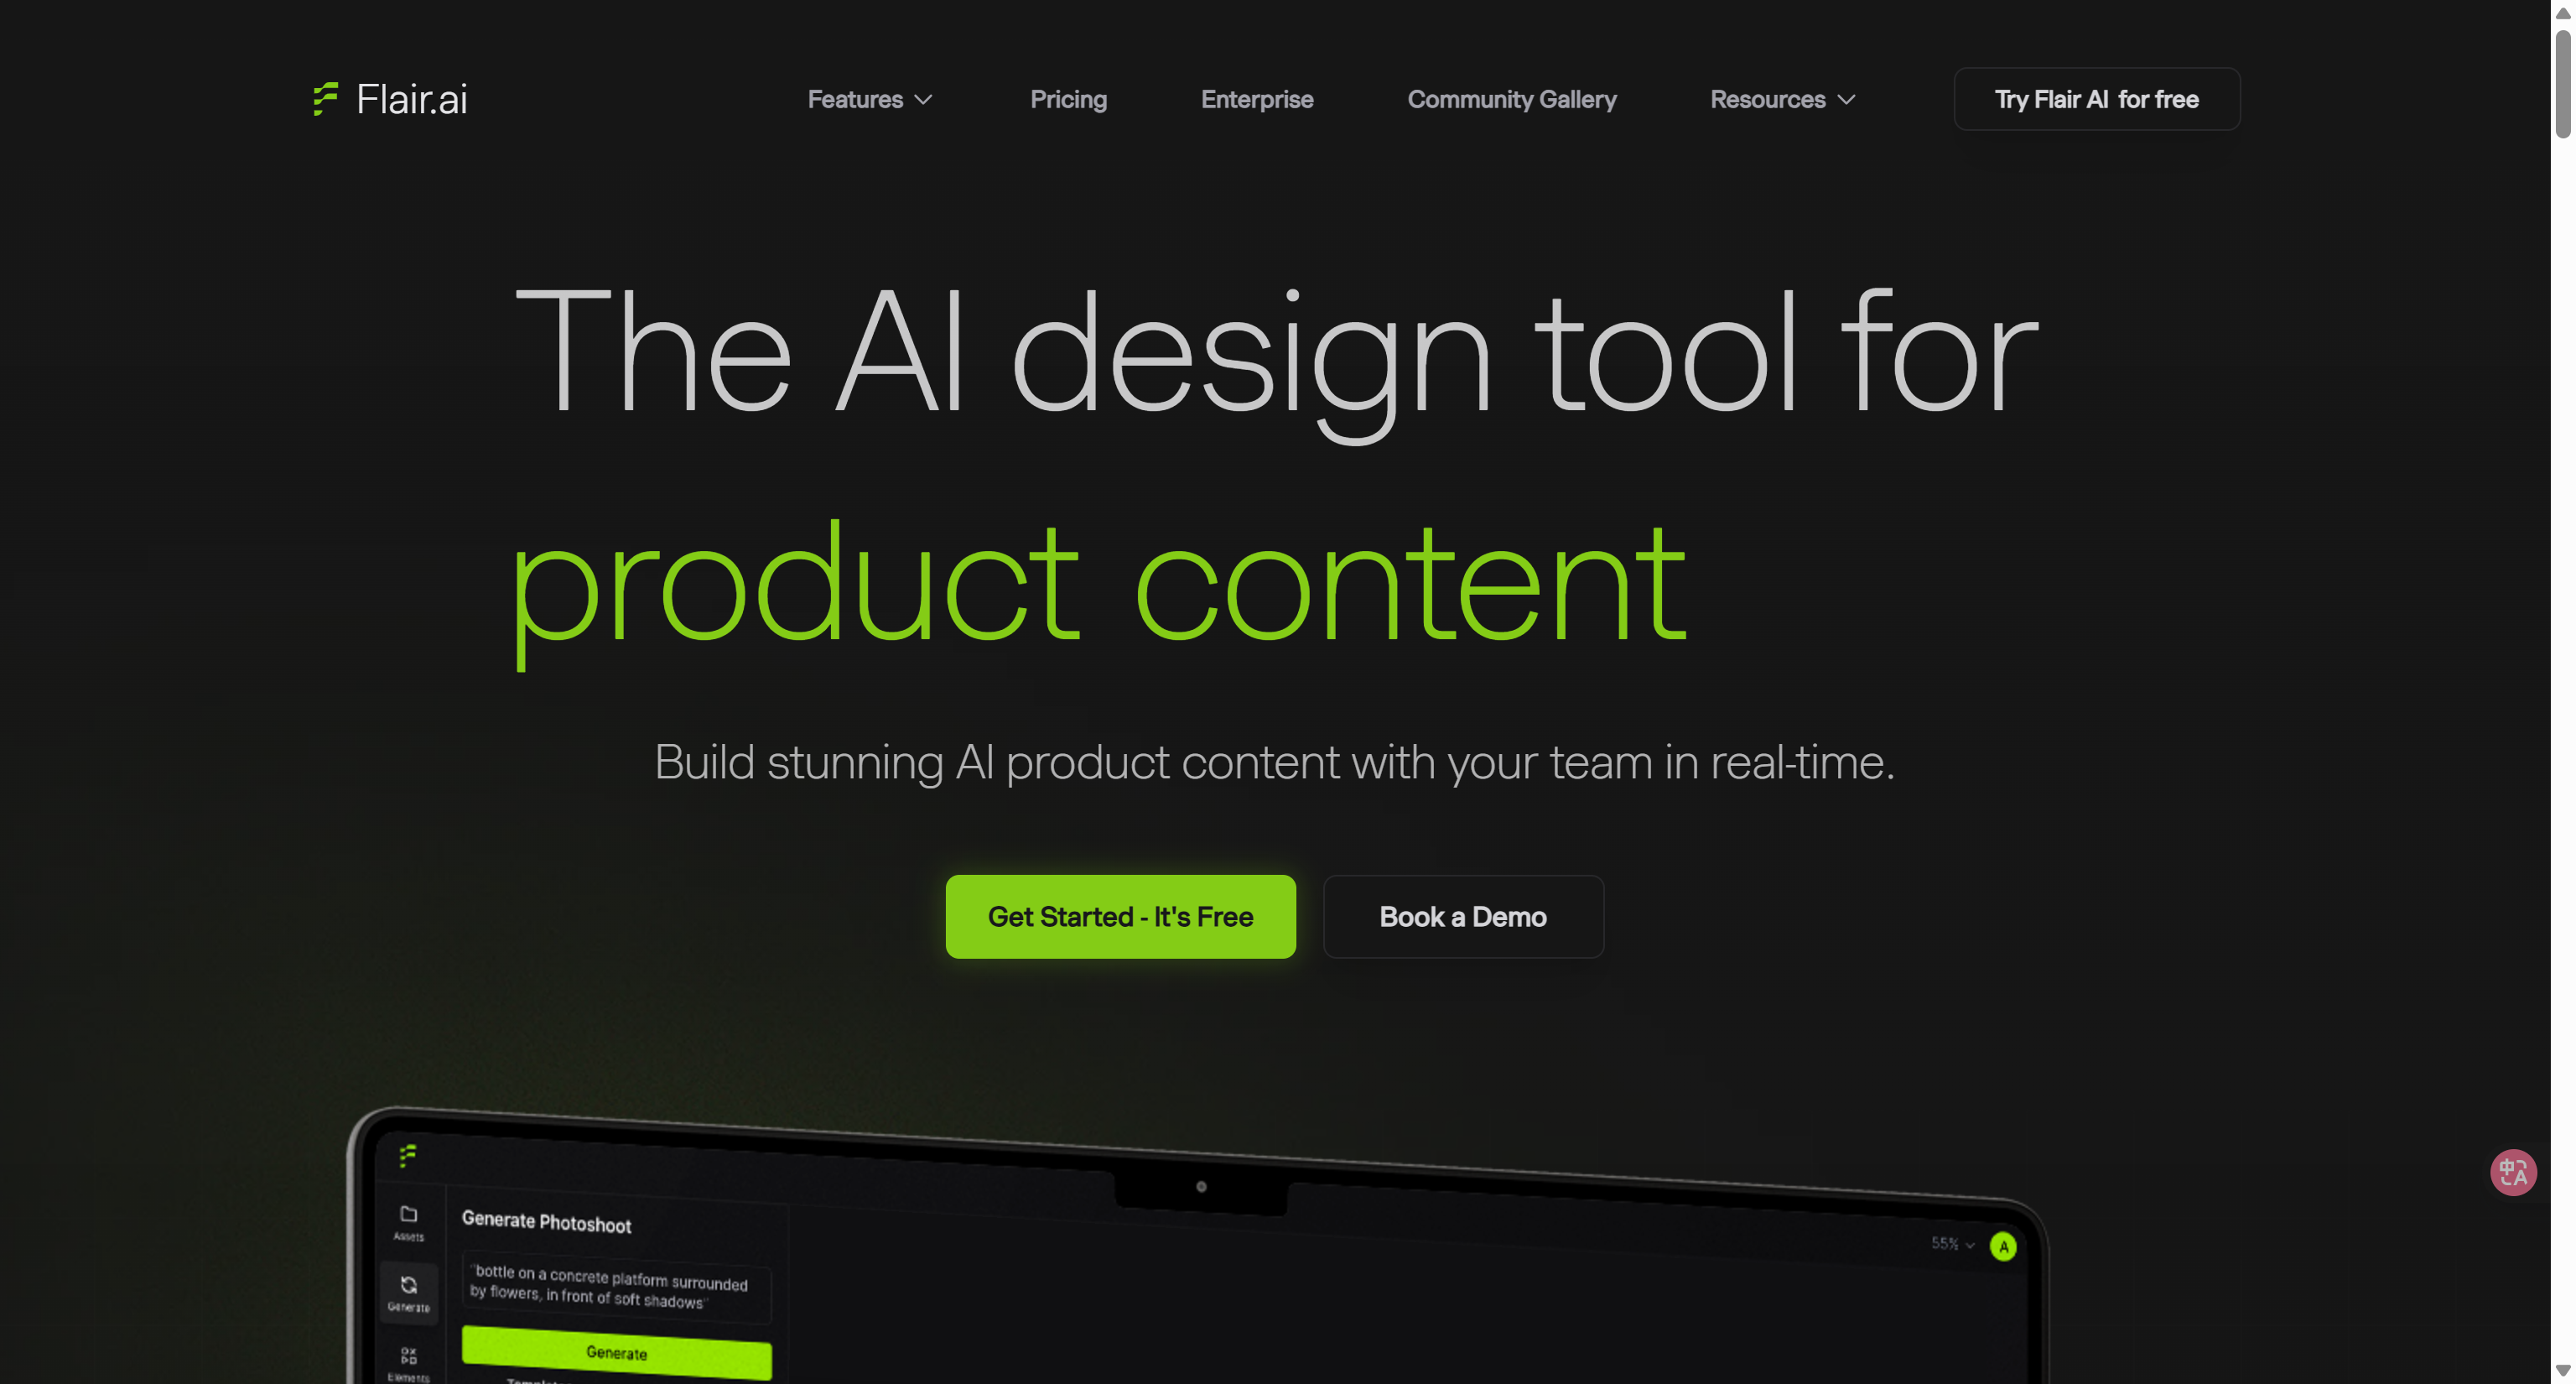 Flair.ai
Features
Pricing
Enterprise
Community Gallery
Resources
Try Flair AI for free
The AI design tool for
product content
Build stunning AI product content with your team in real-time.
Get Started - It's Free
Book a Demo
Assets
Generate
Elements
Generate Photoshoot
"bottle on a concrete platform surrounded
by flowers, in front of soft shadows"
Generate
55%
A
中A